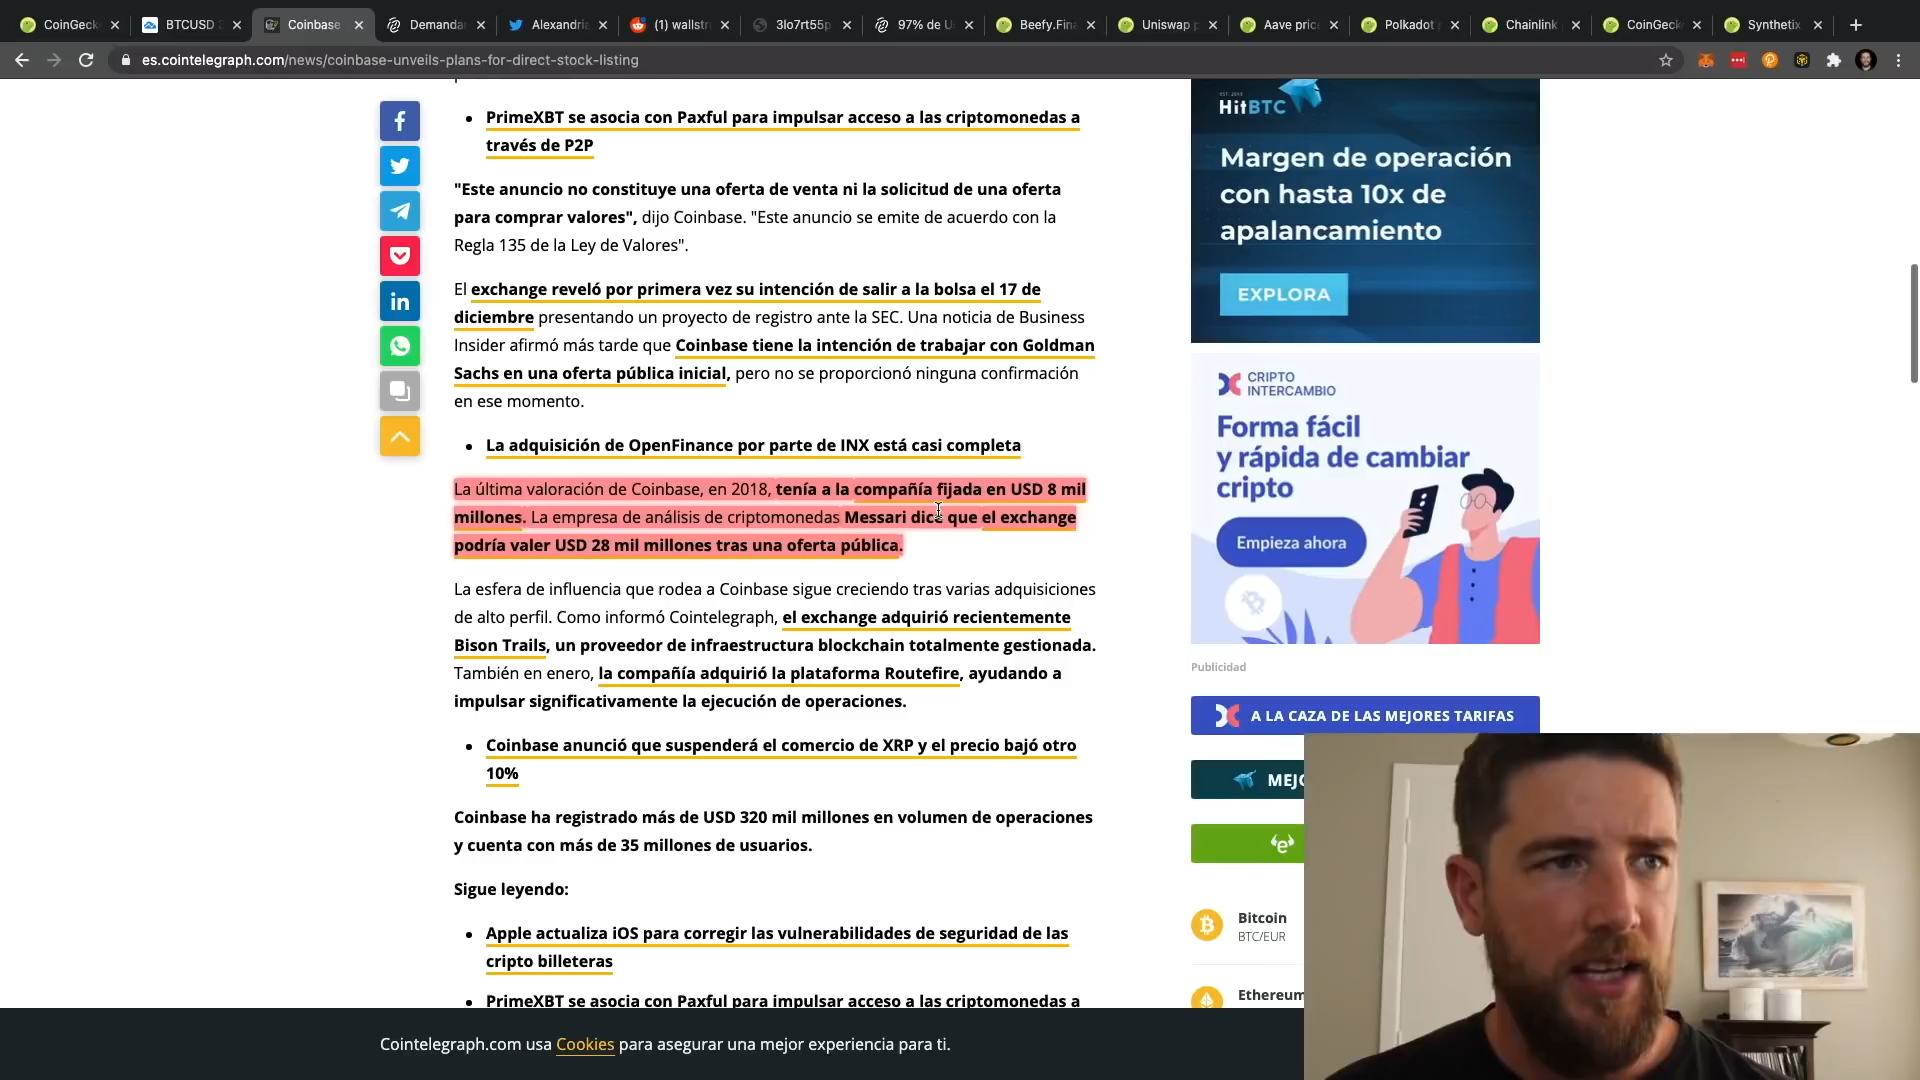 CoinGeck
BTCUSD
Coinbase
Demanda
Alexandria
(1) wallstr
3lo7rt55p
97% de U
Beefy.Fina
Uniswap p
Aave price
Polkadot
Chainlink
CoinGeck
Synthetix
es.cointelegraph.com/news/coinbase-unveils-plans-for-direct-stock-listing
PrimeXBT se asocia con Paxful para impulsar acceso a las criptomonedas a
través de P2P
"Este anuncio no constituye una oferta de venta ni la solicitud de una oferta
para comprar valores", dijo Coinbase. "Este anuncio se emite de acuerdo con la
Regla 135 de la Ley de Valores".
El exchange reveló por primera vez su intención de salir a la bolsa el 17 de
diciembre presentando un proyecto de registro ante la SEC. Una noticia de Business
Insider afirmó más tarde que Coinbase tiene la intención de trabajar con Goldman
Sachs en una oferta pública inicial, pero no se proporcionó ninguna confirmación
en ese momento.
La adquisición de OpenFinance por parte de INX está casi completa
La última valoración de Coinbase, en 2018, tenía a la compañía fijada en USD 8 mil
millones. La empresa de análisis de criptomonedas Messari dice que el exchange
podría valer USD 28 mil millones tras una oferta pública.
La esfera de influencia que rodea a Coinbase sigue creciendo tras varias adquisiciones
de alto perfil. Como informó Cointelegraph, el exchange adquirió recientemente
Bison Trails, un proveedor de infraestructura blockchain totalmente gestionada.
También en enero, la compañía adquirió la plataforma Routefire, ayudando a
impulsar significativamente la ejecución de operaciones.
Coinbase anunció que suspenderá el comercio de XRP y el precio bajó otro
10%
Coinbase ha registrado más de USD 320 mil millones en volumen de operaciones
y cuenta con más de 35 millones de usuarios.
Sigue leyendo:
Apple actualiza iOS para corregir las vulnerabilidades de seguridad de las
cripto billeteras
PrimeXBT se asocia con Paxful para impulsar acceso a las criptomonedas a
HitBTC
Margen de operación
con hasta 10x de
apalancamiento
EXPLORA
CRIPTO
INTERCAMBIO
Forma fácil
y rápida de cambiar
cripto
Empieza ahora
Publicidad
A LA CAZA DE LAS MEJORES TARIFAS
MEJO
Bitcoin
BTC/EUR
Ethereum
Cointelegraph.com usa Cookies para asegurar una mejor experiencia para ti.